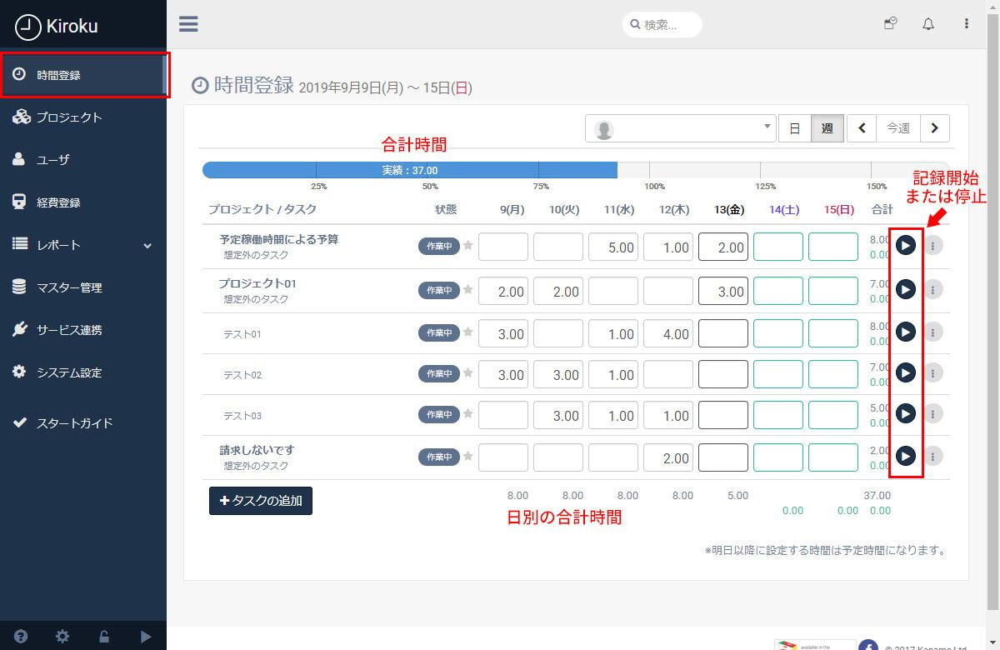 Kiroku
検索...
時間登録
プロジェクト
ユーザ
経費登録
レポート
マスター管理
サービス連携
システム設定
スタートガイド
時間登録 2019年9月9日(月) ～ 15日(日)
日 週 今週
合計時間
実績：37.00
25% 50% 75% 100% 125% 150%
記録開始
または停止
プロジェクト / タスク 状態 9(月) 10(火) 11(水) 12(木) 13(金) 14(土) 15(日) 合計
予定稼働時間による予算
想定外のタスク
作業中 5.00 1.00 2.00 8.00
0.00
プロジェクト01
想定外のタスク
作業中 2.00 2.00 3.00 7.00
0.00
テスト01 作業中 3.00 1.00 4.00 8.00
0.00
テスト02 作業中 3.00 3.00 1.00 7.00
0.00
テスト03 作業中 3.00 1.00 1.00 5.00
0.00
請求しないです
想定外のタスク
作業中 2.00 2.00
0.00
+タスクの追加
8.00 8.00 8.00 8.00 5.00 37.00
0.00 0.00 0.00
日別の合計時間
※明日以降に設定する時間は予定時間になります。
available in the
© 2017 Kaname Ltd.